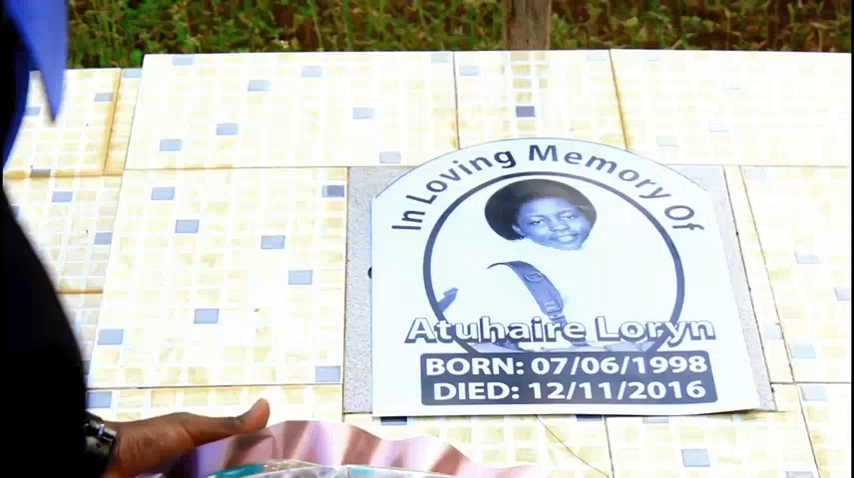 In Loving Memory Of
Atuhaire Loryn
BORN: 07/06/1998
DIED: 12/11/2016